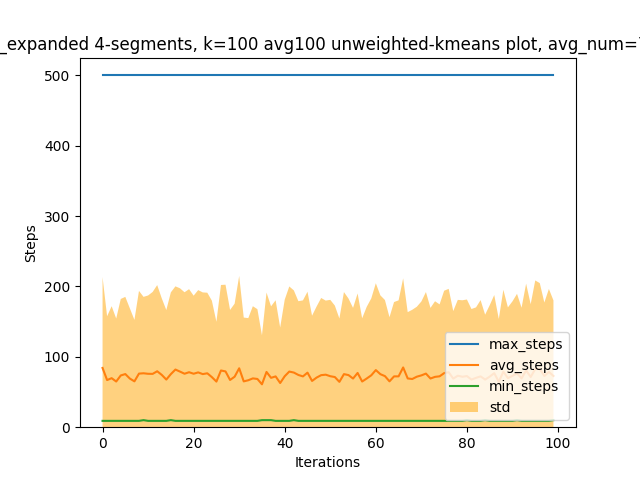 _expanded 4-segments, k=100 avg100 unweighted-kmeans plot, avg_num=
500
400
300
200
100
0
Steps
0
20
40
60
80
100
Iterations
max_steps
avg_steps
min_steps
std